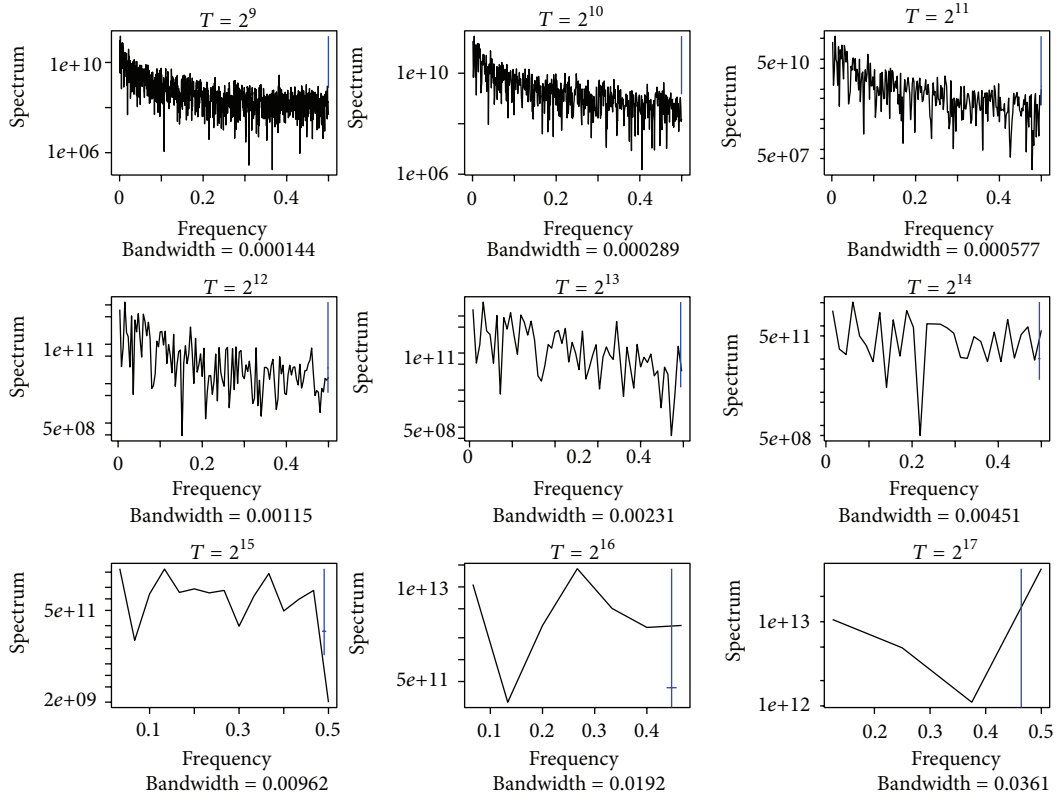 T = 2^9
Spectrum
1e+10
1e+06
0
0.2
0.4
Frequency
Bandwidth = 0.000144
T = 2^10
Spectrum
1e+10
1e+06
0
0.2
0.4
Frequency
Bandwidth = 0.000289
T = 2^11
Spectrum
5e+10
5e+07
0
0.2
0.4
Frequency
Bandwidth = 0.000577
T = 2^12
Spectrum
1e+11
5e+08
0
0.2
0.4
Frequency
Bandwidth = 0.00115
T = 2^13
Spectrum
1e+11
5e+08
0
0.2
0.4
Frequency
Bandwidth = 0.00231
T = 2^14
Spectrum
5e+11
5e+08
0
0.2
0.4
Frequency
Bandwidth = 0.00451
T = 2^15
Spectrum
5e+11
2e+09
0.1
0.3
0.5
Frequency
Bandwidth = 0.00962
T = 2^16
Spectrum
1e+13
5e+11
0.1
0.2
0.3
0.4
Frequency
Bandwidth = 0.0192
T = 2^17
Spectrum
1e+13
1e+12
0.2
0.3
0.4
0.5
Frequency
Bandwidth = 0.0361